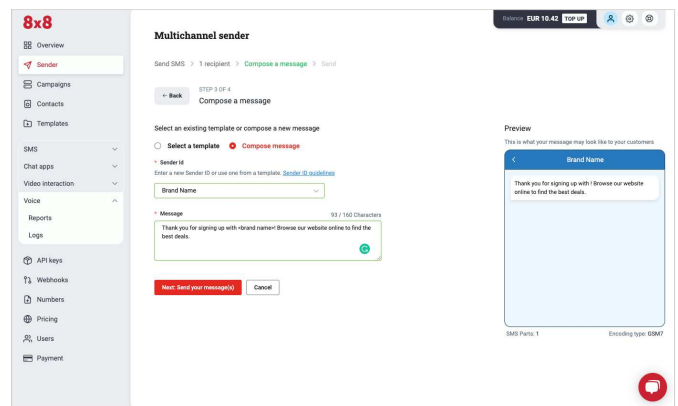 8x8
Overview
Sender
Campaigns
Contacts
Templates
SMS
Chat apps
Video interaction
Voice
Reports
Logs
API keys
Webhooks
Numbers
Pricing
Users
Payment
Balance EUR 10.42 TOP UP
Multichannel sender
Send SMS > 1 recipient > Compose a message > Send
← Back
STEP 3 OF 4
Compose a message
Select an existing template or compose a new message
Select a template Compose message
* Sender Id
Enter a new Sender ID or use one from a template. Sender ID guidelines
Brand Name
* Message 93 / 160 Characters
Thank you for signing up with <brand name>! Browse our website online to find the
best deals.
Next: Send your message(s) Cancel
Preview
This is what your message may look like to your customers
< Brand Name
Thank you for signing up with ! Browse our website
online to find the best deals.
SMS Parts: 1 Encoding type: GSM7